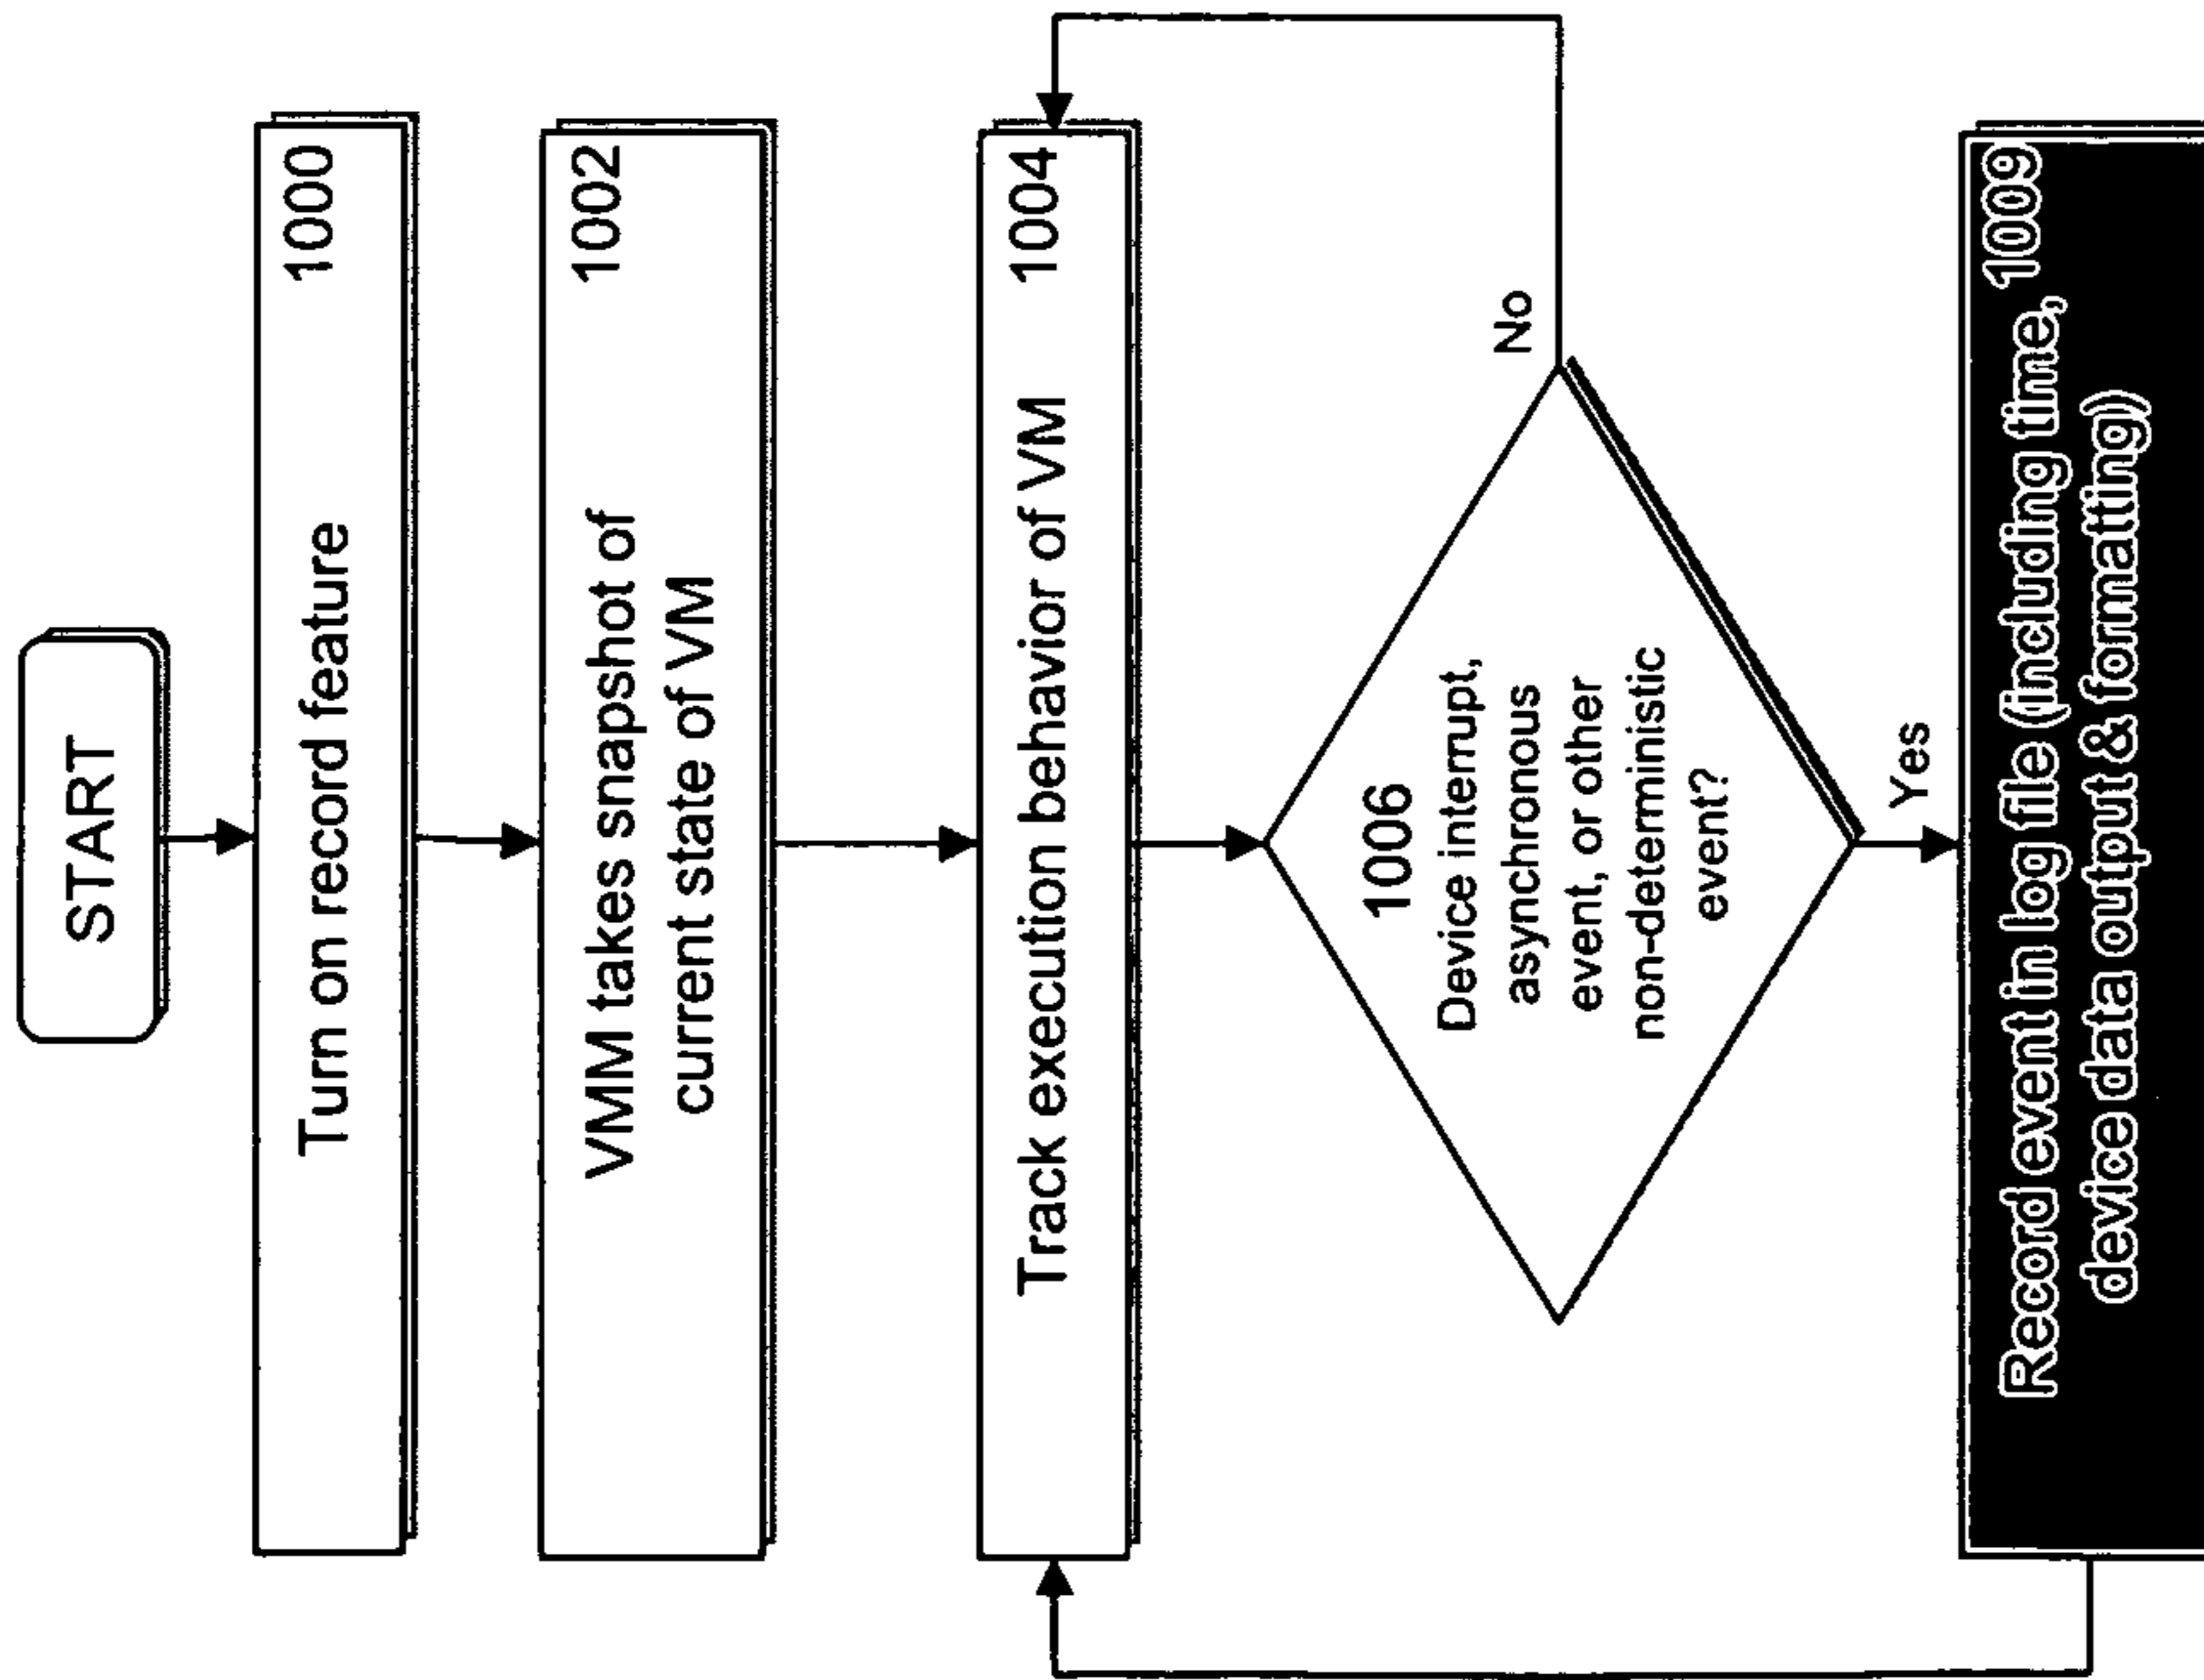 START
Turn on record feature
1000
VMM takes snapshot of
current state of VM
1002
Track execution behavior of VM
1004
1006
Device interrupt,
asynchronous
event, or other
non-deterministic
event?
No
Yes
Record event in log file (including time,
device data output & formatting)
1009